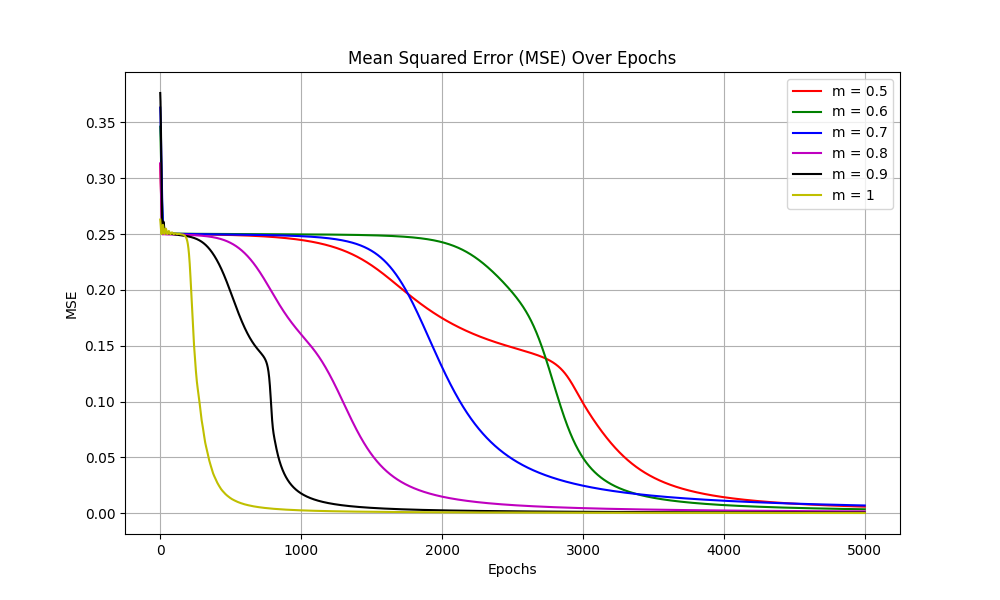 Mean Squared Error (MSE) Over Epochs
MSE
0.35
0.30
0.25
0.20
0.15
0.10
0.05
0.00
m = 0.5
m = 0.6
m = 0.7
m = 0.8
m = 0.9
m = 1
0 1000 2000 3000 4000 5000
Epochs